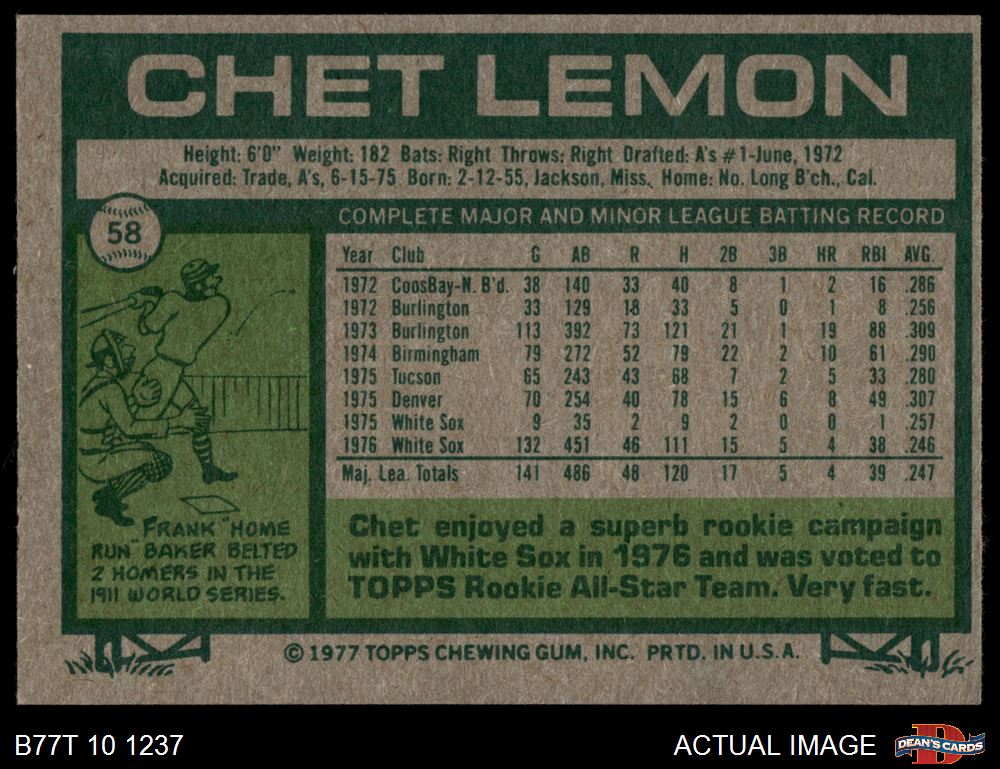 CHET LEMON
Height: 6'0" Weight: 182 Bats: Right Throws: Right Drafted: A's #1-June, 1972
Acquired: Trade, A's, 6-15-75 Born: 2-12-55, Jackson, Miss. Home: No. Long B'ch., Cal.
58
COMPLETE MAJOR AND MINOR LEAGUE BATTING RECORD
Year Club G AB R H 2B 3B HR RBI AVG.
1972 CoosBay-N. B'd. 38 140 33 40 8 1 2 16 .286
1972 Burlington 33 129 18 33 5 0 1 8 .256
1973 Burlington 113 392 73 121 21 1 19 88 .309
1974 Birmingham 79 272 52 79 22 2 10 61 .290
1975 Tucson 65 243 43 68 7 2 5 33 .280
1975 Denver 70 254 40 78 15 6 8 49 .307
1975 White Sox 9 35 2 9 2 0 0 1 .257
1976 White Sox 132 451 46 111 15 5 4 38 .246
Maj. Lea. Totals 141 486 48 120 17 5 4 39 .247
FRANK "HOME
RUN" BAKER BELTED
2 HOMERS IN THE
1911 WORLD SERIES.
Chet enjoyed a superb rookie campaign
with White Sox in 1976 and was voted to
TOPPS Rookie All-Star Team. Very fast.
© 1977 TOPPS CHEWING GUM, INC. PRTD. IN U.S.A.
B77T 10 1237
ACTUAL IMAGE
D
DEAN'S CARDS